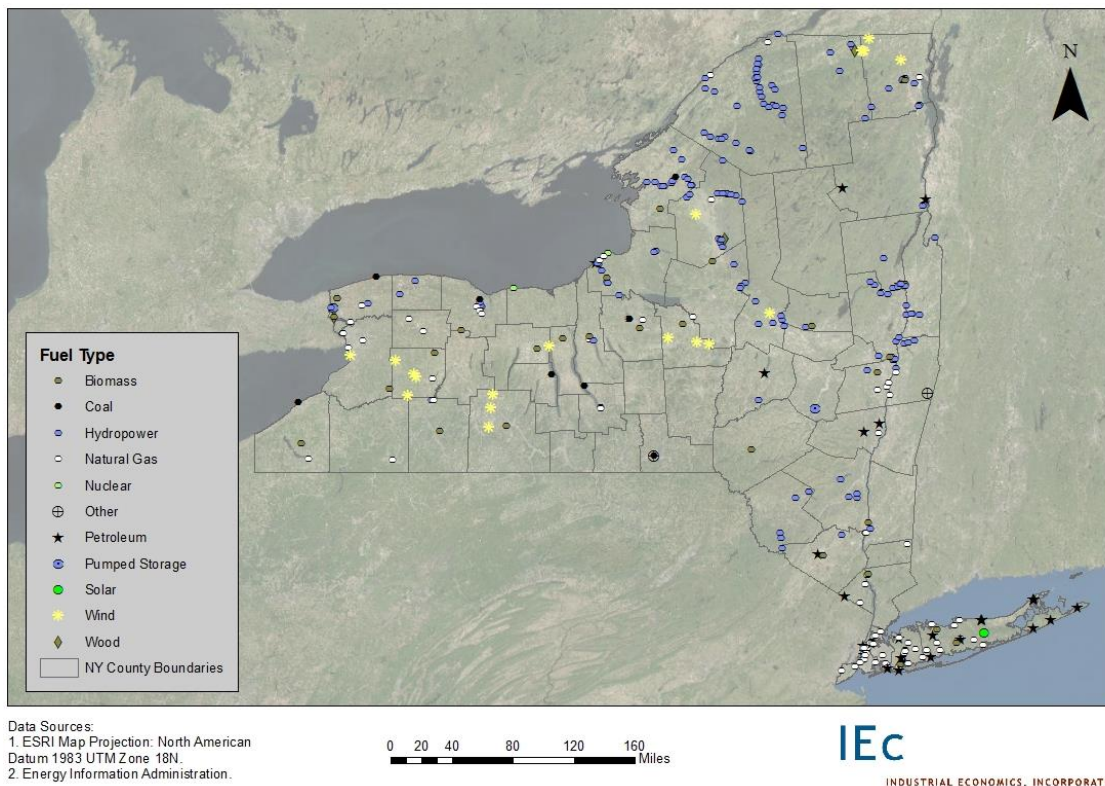 N
Fuel Type
Biomass
Coal
Hydropower
Natural Gas
Nuclear
Other
Petroleum
Pumped Storage
Solar
Wind
Wood
NY County Boundaries
Data Sources:
1. ESRI Map Projection: North American
Datum 1983 UTM Zone 18N.
2. Energy Information Administration.
0 20 40 80 120 160
Miles
IEc
INDUSTRIAL ECONOMICS, INCORPORAT